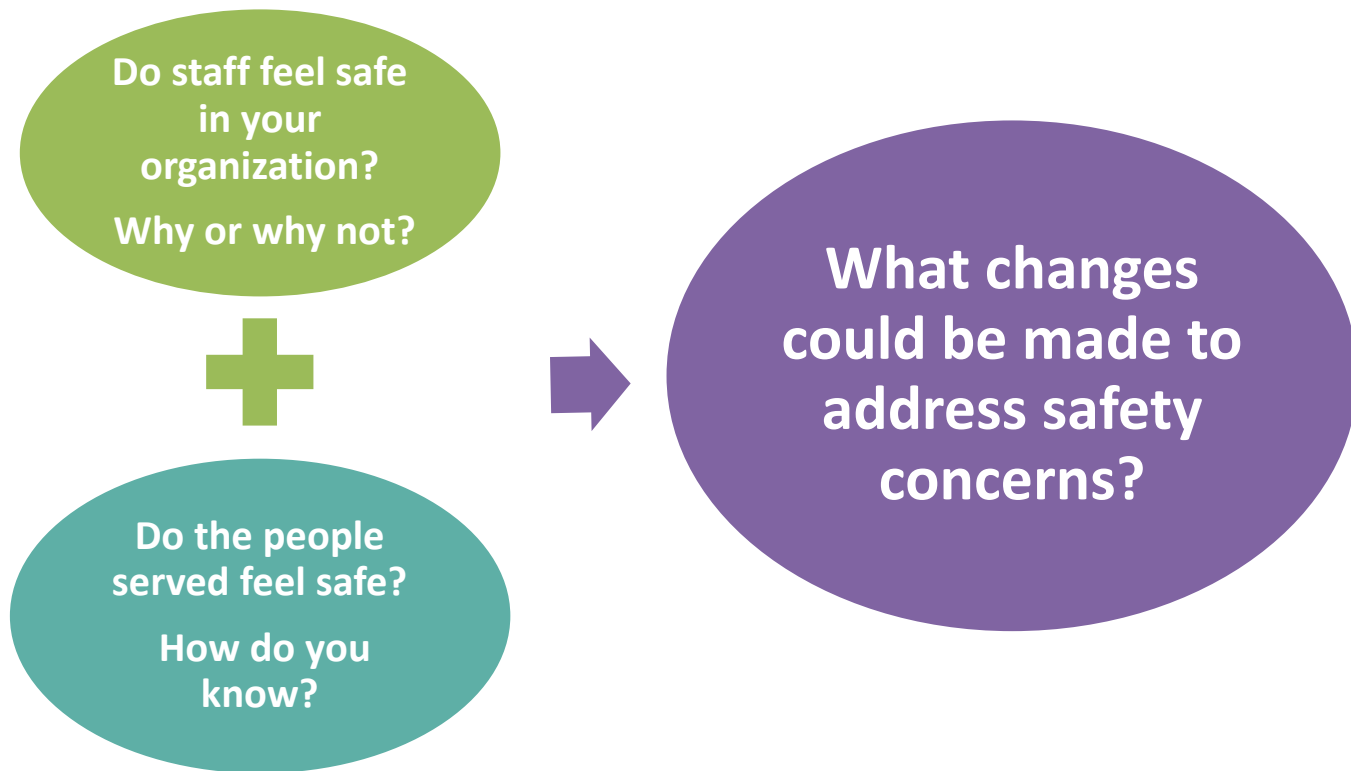 Do staff feel safe
in your
organization?
Why or why not?
Do the people
served feel safe?
How do you
know?
What changes
could be made to
address safety
concerns?